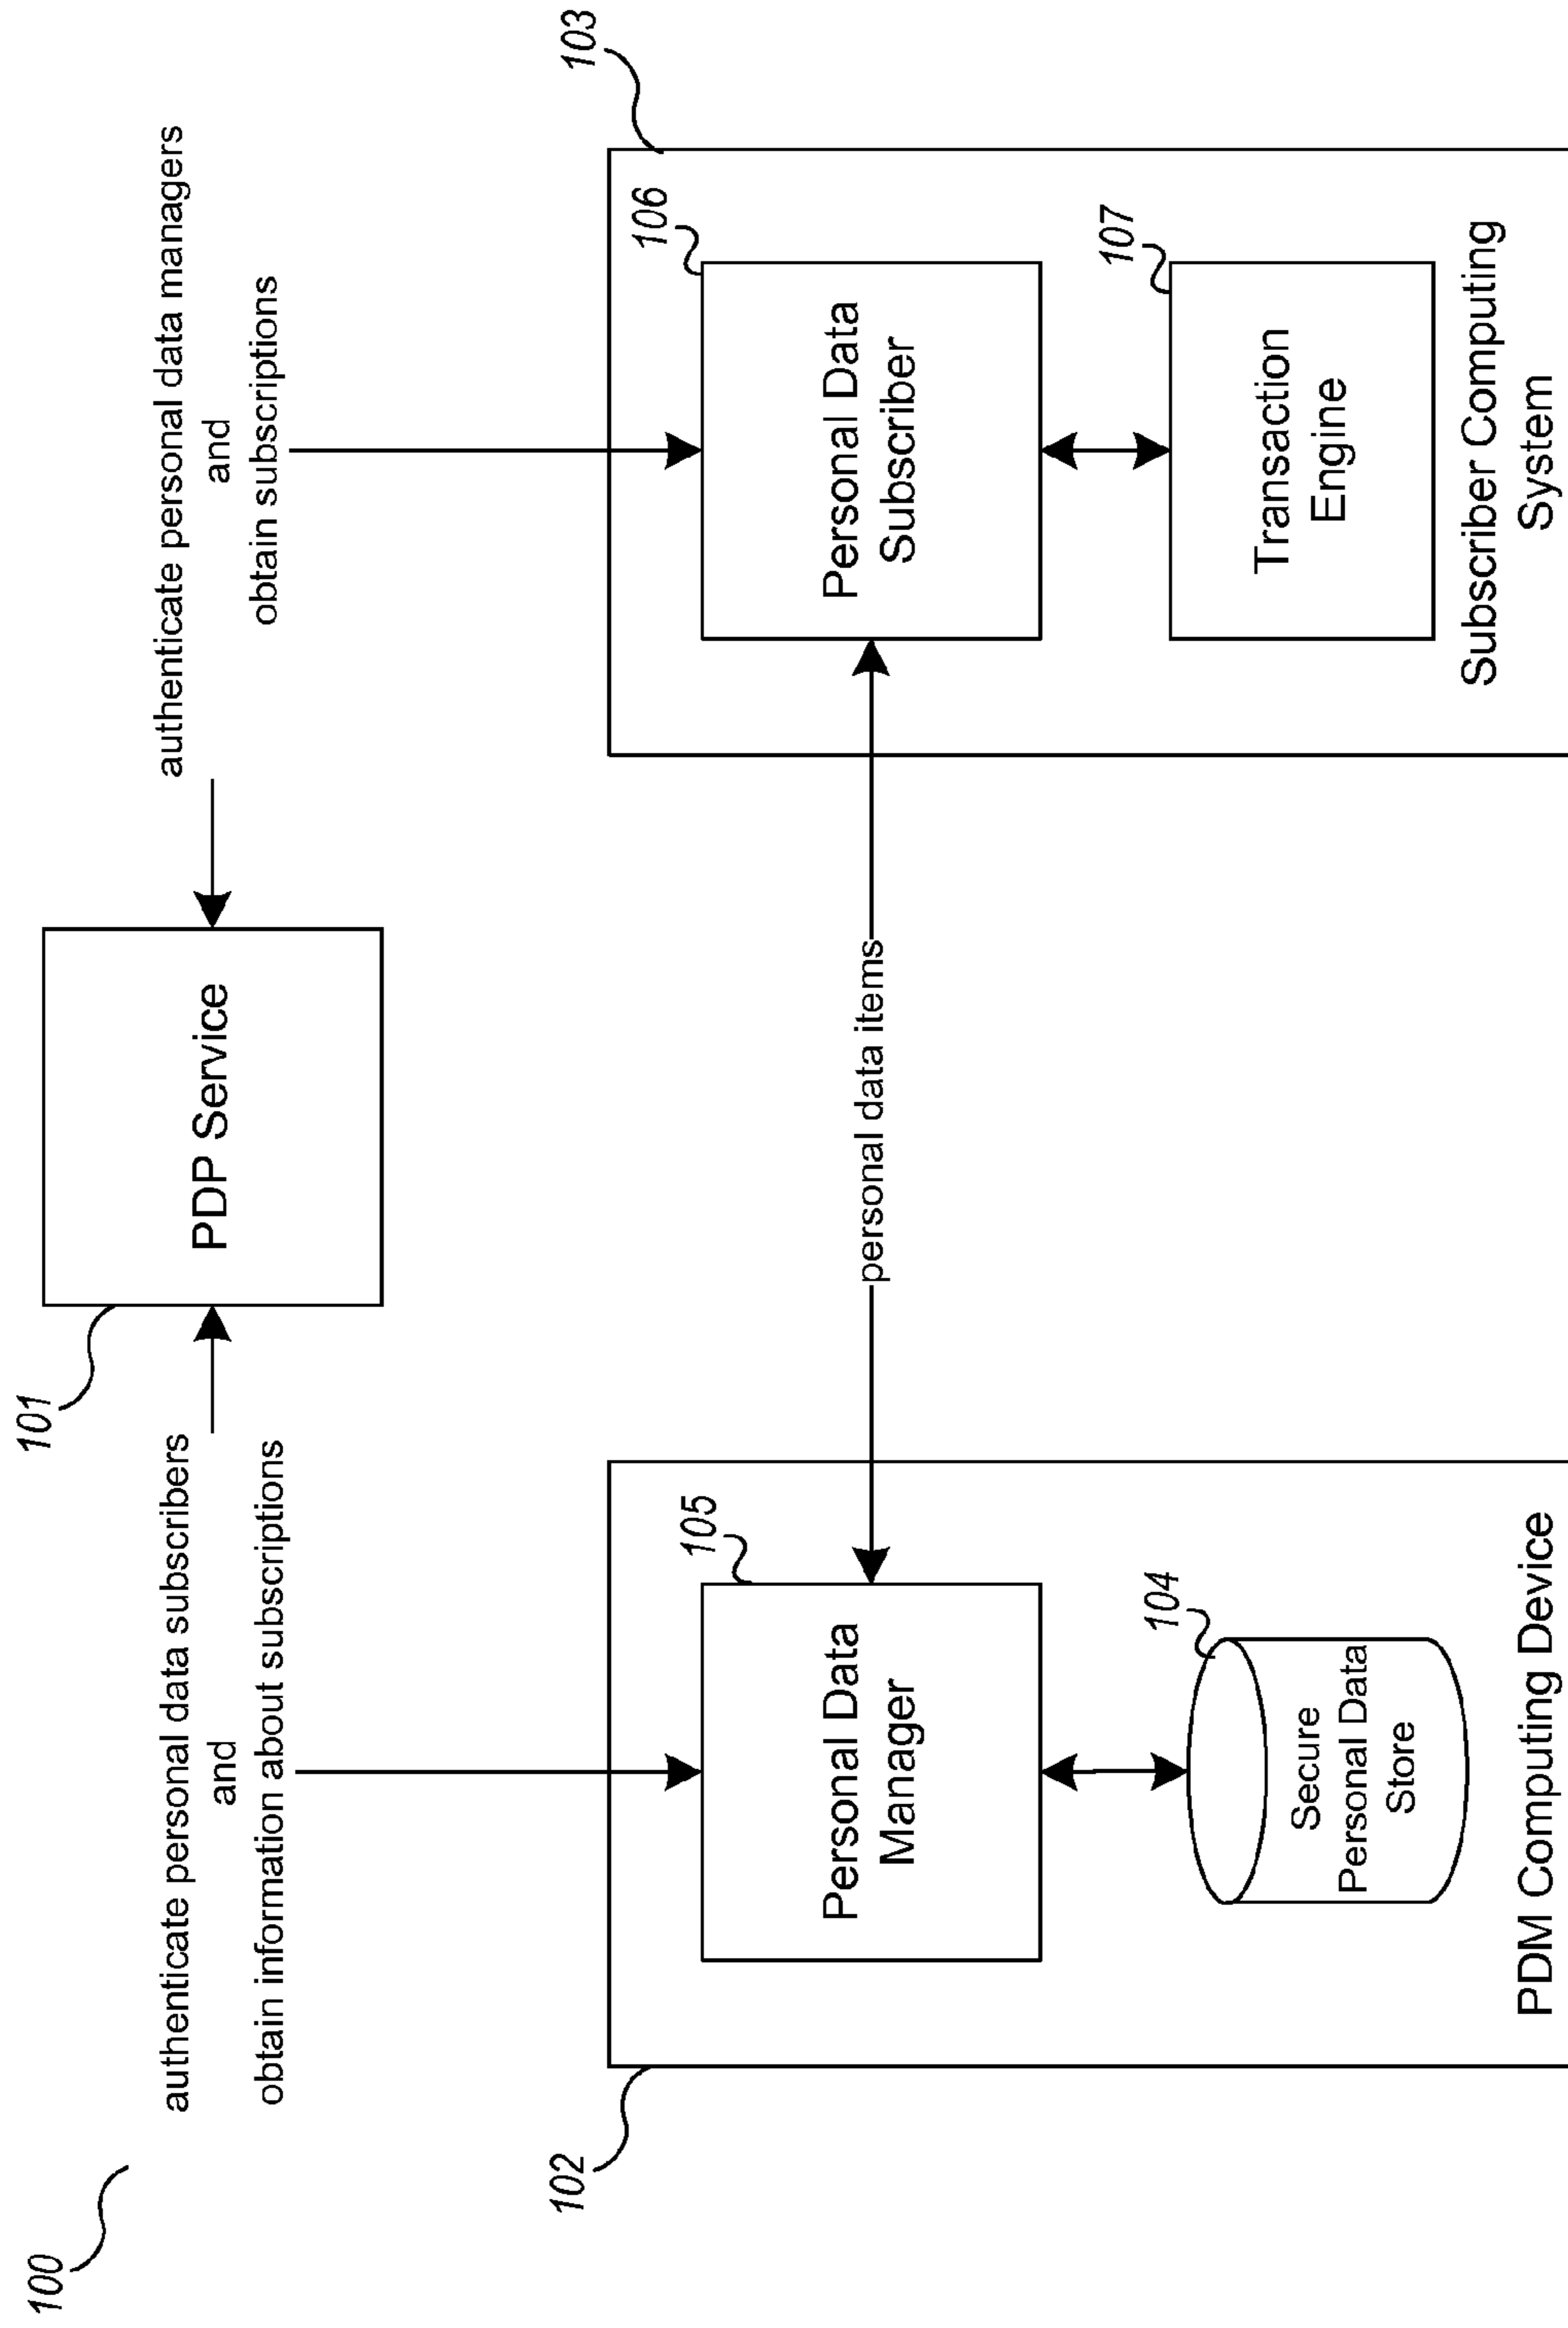 100
101
authenticate personal data subscribers
and
obtain information about subscriptions
PDP Service
authenticate personal data managers
and
obtain subscriptions
102
105
Personal Data
Manager
104
Secure
Personal Data
Store
PDM Computing Device
personal data items
103
106
Personal Data
Subscriber
107
Transaction
Engine
Subscriber Computing
System